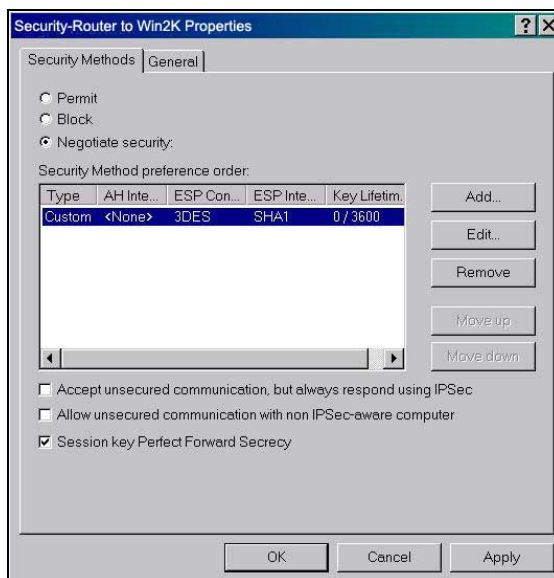 Security-Router to Win2K Properties
Security Methods General
Permit
Block
Negotiate security:
Security Method preference order:
Type AH Inte... ESP Con... ESP Inte... Key Lifetim.
Custom <None> 3DES SHA1 0 / 3600
Add...
Edit...
Remove
Move up
Move down
Accept unsecured communication, but always respond using IPSec
Allow unsecured communication with non IPSec-aware computer
Session key Perfect Forward Secrecy
OK Cancel Apply